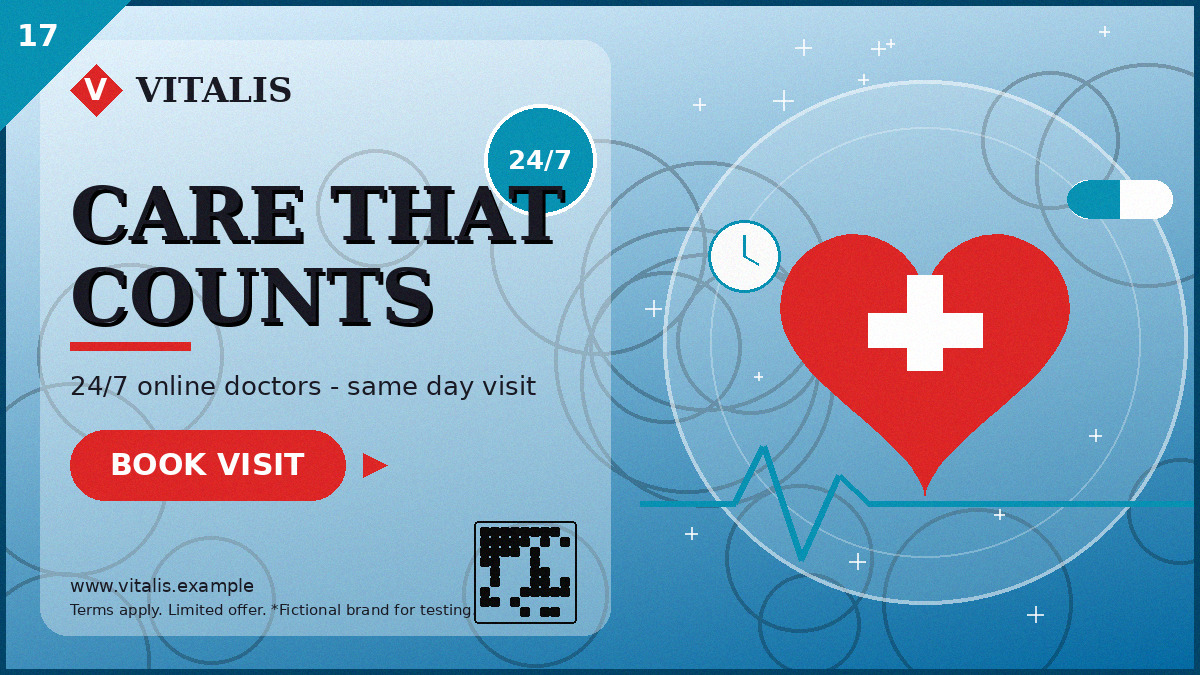 17
V VITALIS
24/7
CARE THAT
COUNTS
24/7 online doctors - same day visit
BOOK VISIT
www.vitalis.example
Terms apply. Limited offer. *Fictional brand for testing.